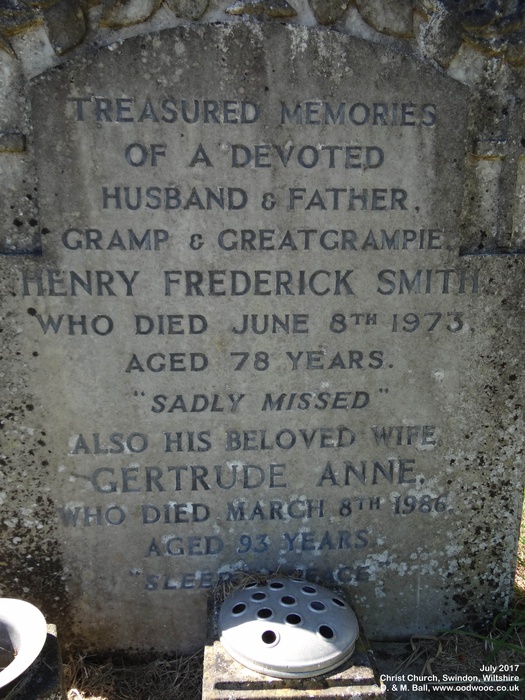 TREASURED MEMORIES
OF A DEVOTED
HUSBAND & FATHER,
GRAMP & GREATGRAMPIE.
HENRY FREDERICK SMITH
WHO DIED JUNE 8TH 1973,
AGED 78 YEARS.
"SADLY MISSED"
ALSO HIS BELOVED WIFE,
GERTRUDE ANNE,
WHO DIED MARCH 8TH 1986.
AGED 93 YEARS.
July 2017
Christ Church, Swindon, Wiltshire
D. & M. Ball, www.oodwooc.co.uk